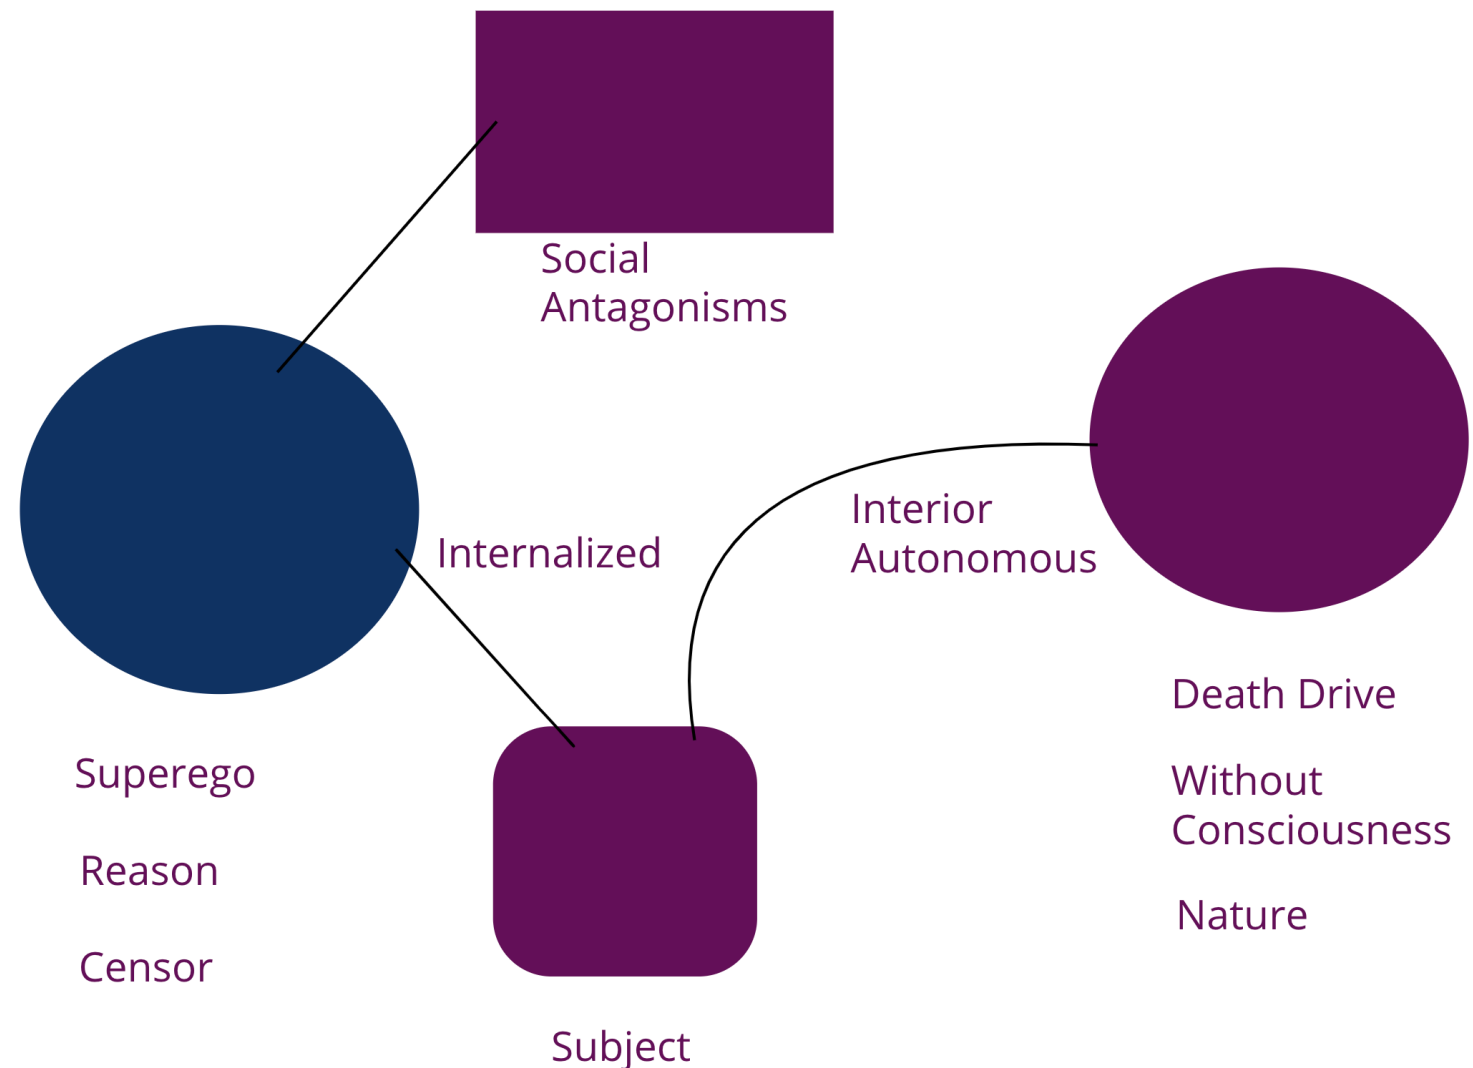 Social
Antagonisms
Interior
Autonomous
Internalized
Death Drive
Without
Consciousness
Nature
Superego
Reason
Censor
Subject